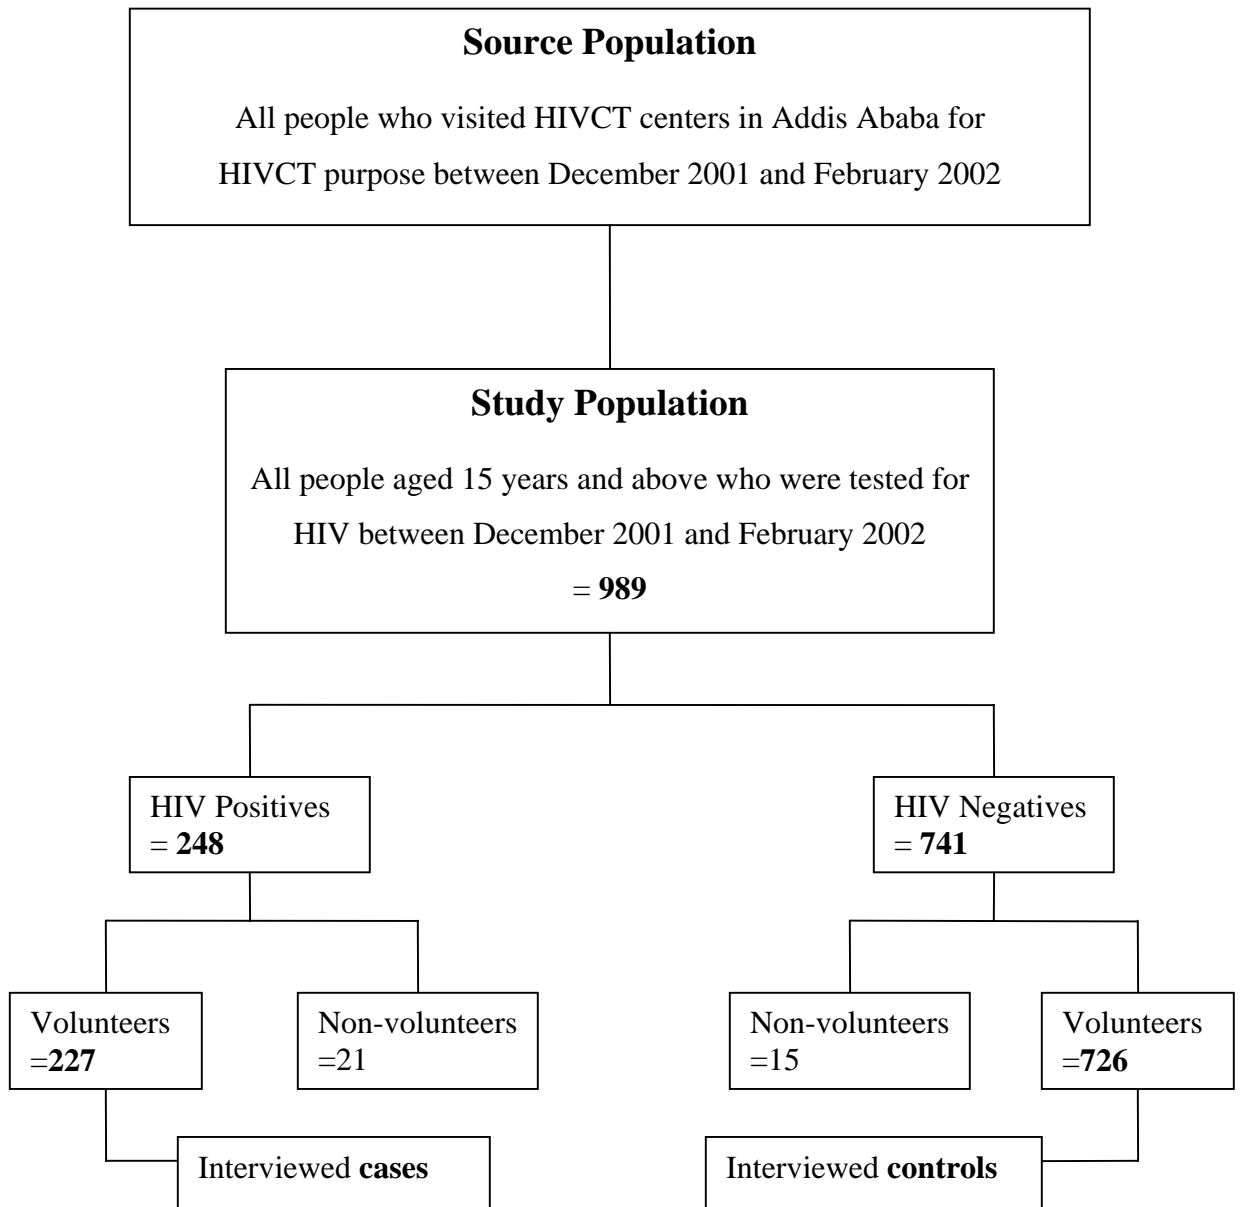 Source Population
All people who visited HIVCT centers in Addis Ababa for
HIVCT purpose between December 2001 and February 2002
Study Population
All people aged 15 years and above who were tested for
HIV between December 2001 and February 2002
= 989
HIV Positives
= 248
HIV Negatives
= 741
Volunteers
=227
Non-volunteers
=21
Non-volunteers
=15
Volunteers
=726
Interviewed cases
Interviewed controls